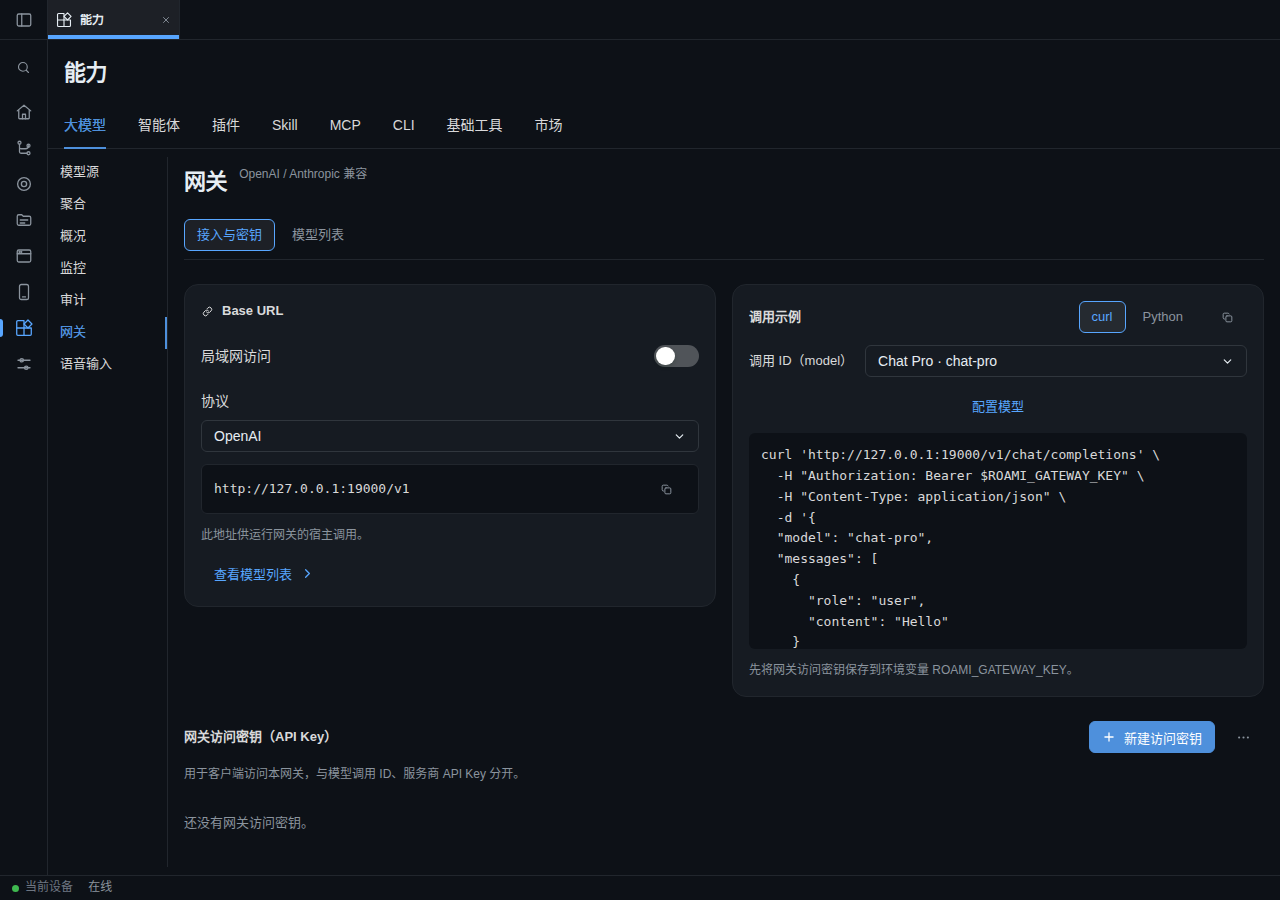 能力
能力
大模型 智能体 插件 Skill MCP CLI 基础工具 市场
模型源
聚合
概况
监控
审计
网关
语音输入
网关 OpenAI / Anthropic 兼容
接入与密钥 模型列表
Base URL
局域网访问
协议
OpenAI
http://127.0.0.1:19000/v1
此地址供运行网关的宿主调用。
查看模型列表
调用示例 curl Python
调用 ID（model） Chat Pro · chat-pro
配置模型
curl 'http://127.0.0.1:19000/v1/chat/completions' \
-H "Authorization: Bearer $ROAMI_GATEWAY_KEY" \
-H "Content-Type: application/json" \
-d '{
"model": "chat-pro",
"messages": [
{
"role": "user",
"content": "Hello"
}
先将网关访问密钥保存到环境变量 ROAMI_GATEWAY_KEY。
网关访问密钥（API Key） 新建访问密钥
用于客户端访问本网关，与模型调用 ID、服务商 API Key 分开。
还没有网关访问密钥。
当前设备 在线